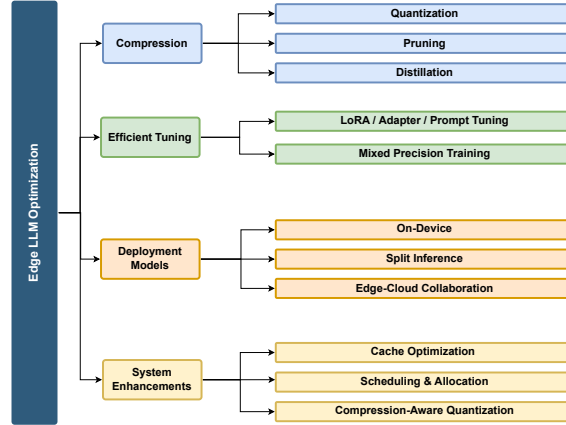 Edge LLM Optimization
Compression
Quantization
Pruning
Distillation
Efficient Tuning
LoRA / Adapter / Prompt Tuning
Mixed Precision Training
Deployment
Models
On-Device
Split Inference
Edge-Cloud Collaboration
System
Enhancements
Cache Optimization
Scheduling & Allocation
Compression-Aware Quantization